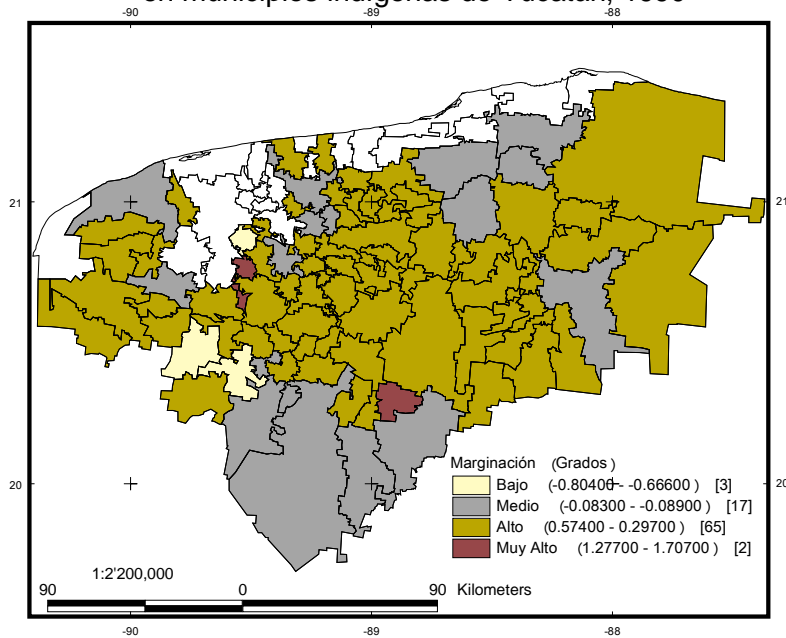 en municipios indígenas de Yucatán, 1990
-90 -89 -88
21 21
20 20
Marginación (Grados)
Bajo (-0.80400 - -0.66600 ) [3]
Medio (-0.08300 - -0.08900 ) [17]
Alto (0.57400 - 0.29700 ) [65]
Muy Alto (1.27700 - 1.70700 ) [2]
1:2'200,000
90 0 90 Kilometers
-90 -89 -88